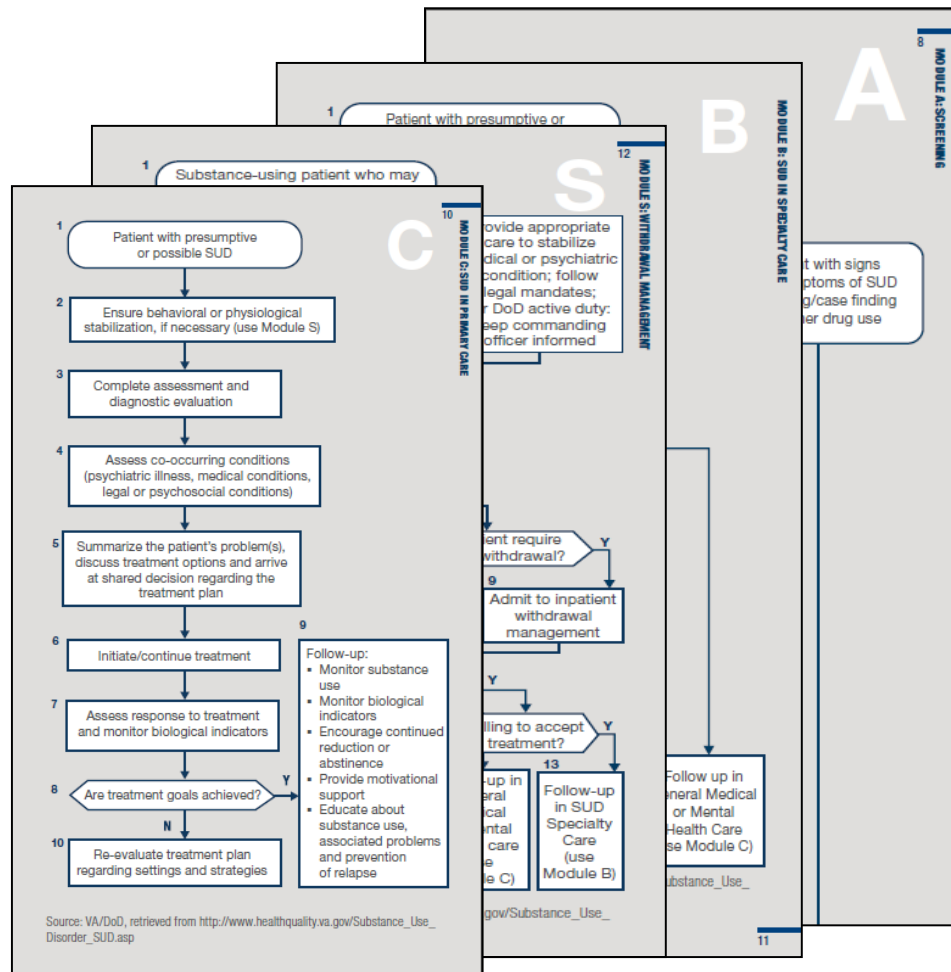 8
MODULE A: SCREENING
A
t with signs
ptoms of SUD
g/case finding
her drug use
1
Patient with presumptive or
B
MODULE B: SUD IN SPECIALTY CARE
Follow up in
eneral Medical
or Mental
Health Care
se Module C)
ubstance_Use_
11
1
Substance-using patient who may
12
S
MODULE S: WITHDRAWAL MANAGEMENT
rovide appropriate
care to stabilize
dical or psychiatric
condition; follow
legal mandates;
r DoD active duty:
eep commanding
officer informed
ient require
withdrawal?
Y
9
Admit to inpatient
withdrawal
management
Y
lling to accept
treatment?
Y
-up in
eral
ical
ental
care
se
le C)
13
Follow-up
in SUD
Specialty
Care
(use
Module B)
gov/Substance_Use_
10
C
MODULE C: SUD IN PRIMARY CARE
1
Patient with presumptive
or possible SUD
2
Ensure behavioral or physiological
stabilization, if necessary (use Module S)
3
Complete assessment and
diagnostic evaluation
4
Assess co-occurring conditions
(psychiatric illness, medical conditions,
legal or psychosocial conditions)
5
Summarize the patient's problem(s),
discuss treatment options and arrive
at shared decision regarding the
treatment plan
6
Initiate/continue treatment
7
Assess response to treatment
and monitor biological indicators
8
Are treatment goals achieved?
Y
N
9
Follow-up:
▪ Monitor substance
use
▪ Monitor biological
indicators
▪ Encourage continued
reduction or
abstinence
▪ Provide motivational
support
▪ Educate about
substance use,
associated problems
and prevention
of relapse
10
Re-evaluate treatment plan
regarding settings and strategies
Source: VA/DoD, retrieved from http://www.healthquality.va.gov/Substance_Use_
Disorder_SUD.asp